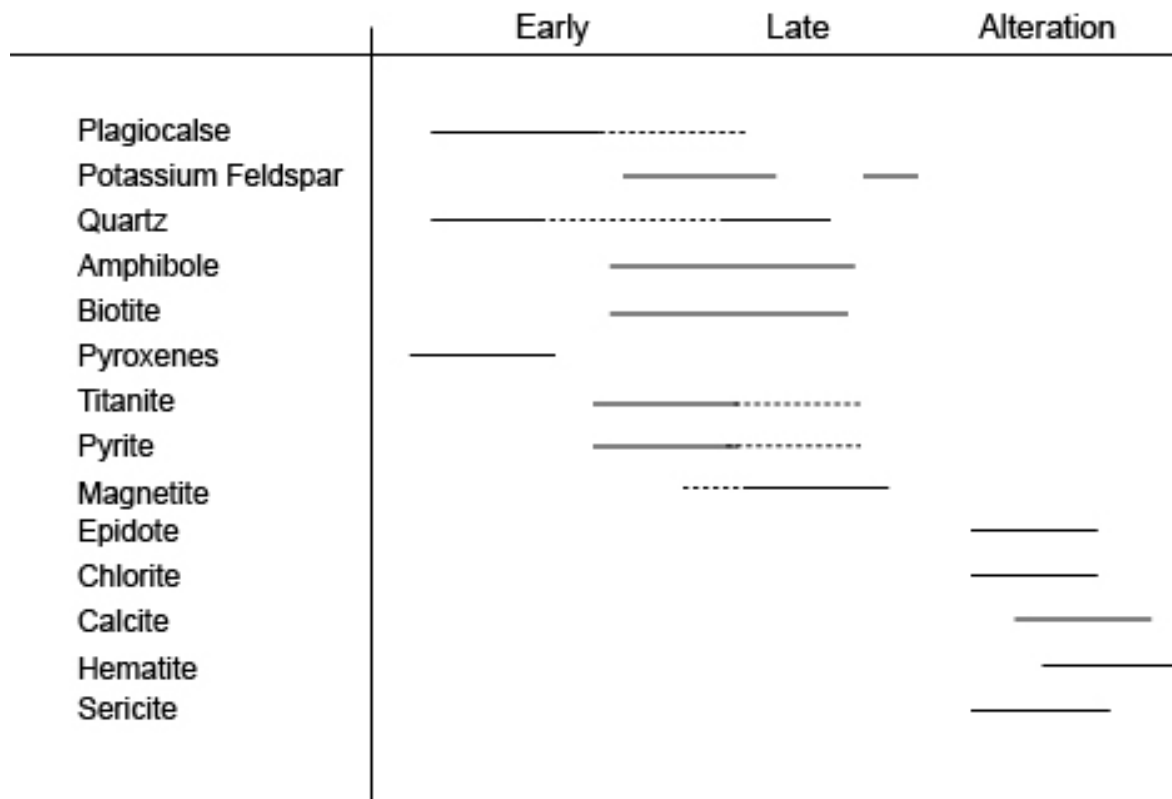 Early Late Alteration
Plagiocalse
Potassium Feldspar
Quartz
Amphibole
Biotite
Pyroxenes
Titanite
Pyrite
Magnetite
Epidote
Chlorite
Calcite
Hematite
Sericite